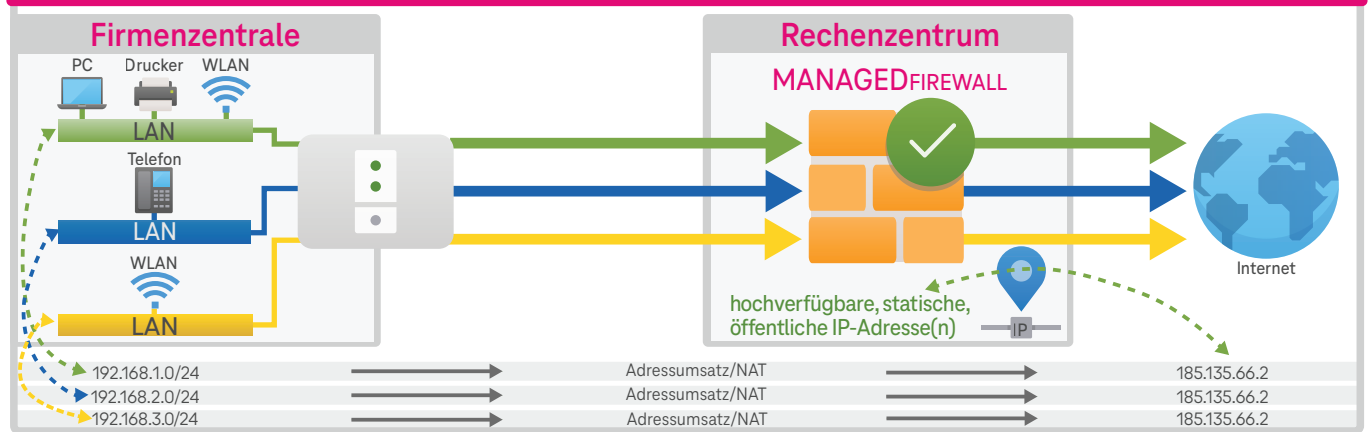 Firmenzentrale
Rechenzentrum
PC Drucker WLAN
MANAGEDFIREWALL
LAN
Telefon
LAN
WLAN
LAN
Internet
hochverfügbare, statische,
öffentliche IP-Adresse(n)
IP
192.168.1.0/24 Adressumsatz/NAT 185.135.66.2
192.168.2.0/24 Adressumsatz/NAT 185.135.66.2
192.168.3.0/24 Adressumsatz/NAT 185.135.66.2